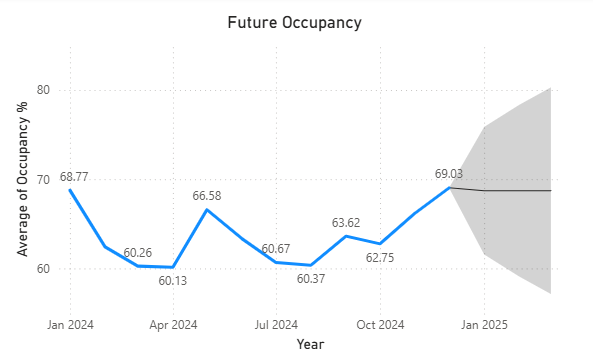 Future Occupancy
Average of Occupancy %
80
70
60
68.77
60.26
60.13
66.58
60.67
60.37
63.62
62.75
69.03
Jan 2024
Apr 2024
Jul 2024
Oct 2024
Jan 2025
Year